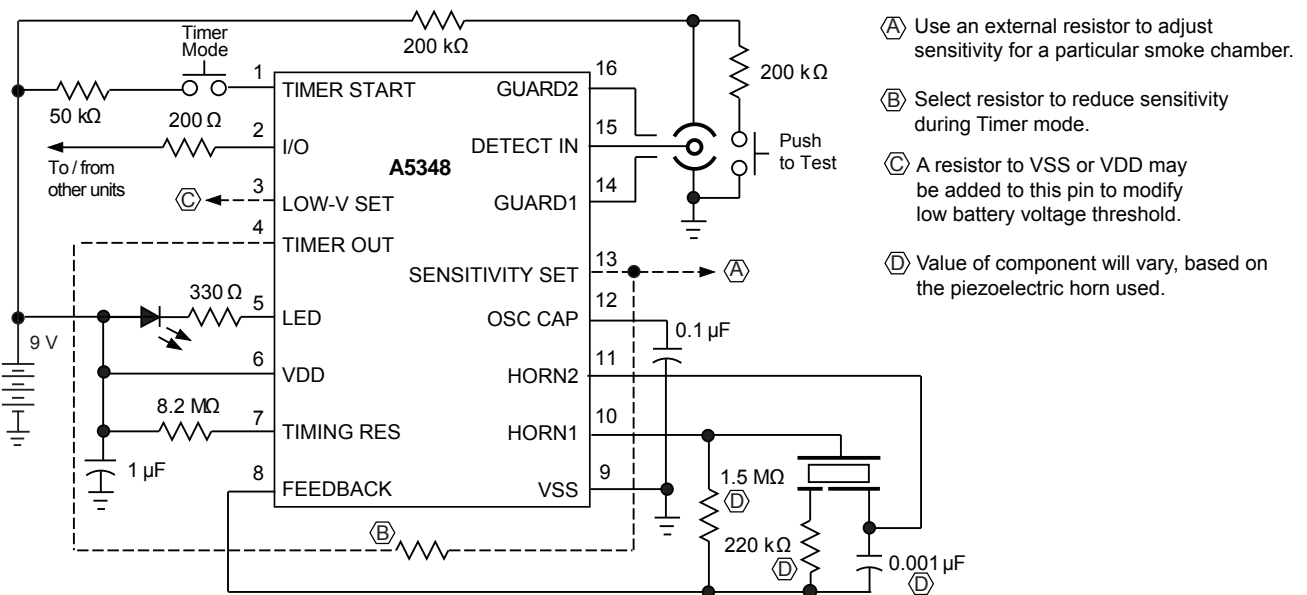 Timer
Mode
200 kΩ
50 kΩ
200 Ω
To / from
other units
A5348
1
TIMER START
2
I/O
3
LOW-V SET
C
4
TIMER OUT
330 Ω
5
LED
9 V
6
VDD
8.2 MΩ
7
TIMING RES
1 µF
8
FEEDBACK
B
16
GUARD2
15
DETECT IN
14
GUARD1
13
SENSITIVITY SET
A
12
OSC CAP
0.1 µF
11
HORN2
10
HORN1
9
VSS
200 kΩ
Push
to Test
1.5 MΩ
D
220 kΩ
D
0.001 µF
D
A Use an external resistor to adjust
sensitivity for a particular smoke chamber.
B Select resistor to reduce sensitivity
during Timer mode.
C A resistor to VSS or VDD may
be added to this pin to modify
low battery voltage threshold.
D Value of component will vary, based on
the piezoelectric horn used.